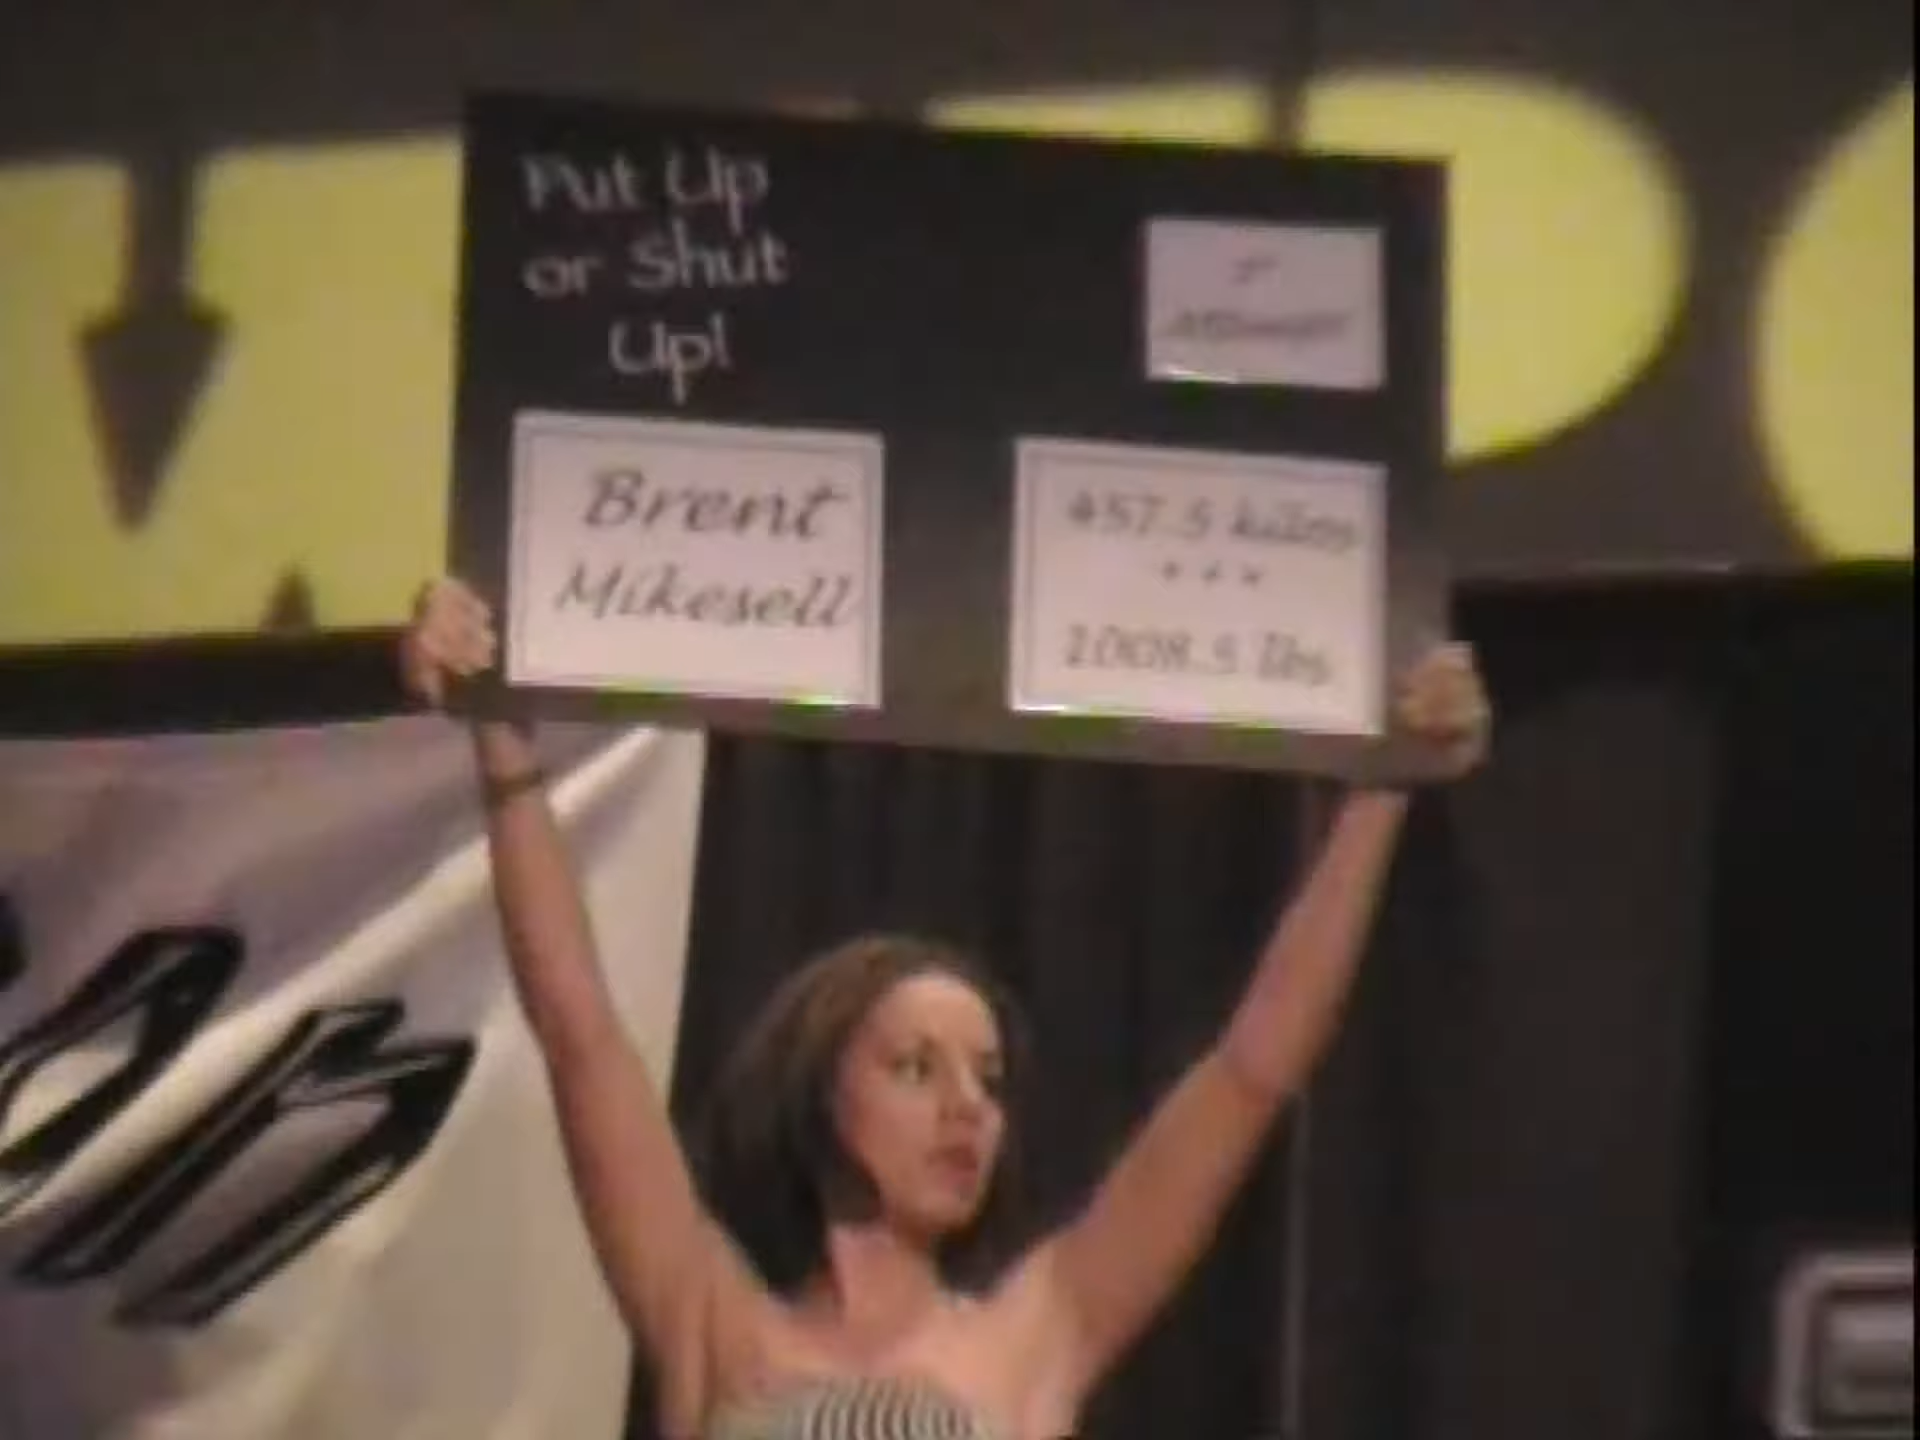 Put Up
or Shut
Up!
Brent
Mikesell
457.5 kilos
* * *
1008.5 lbs